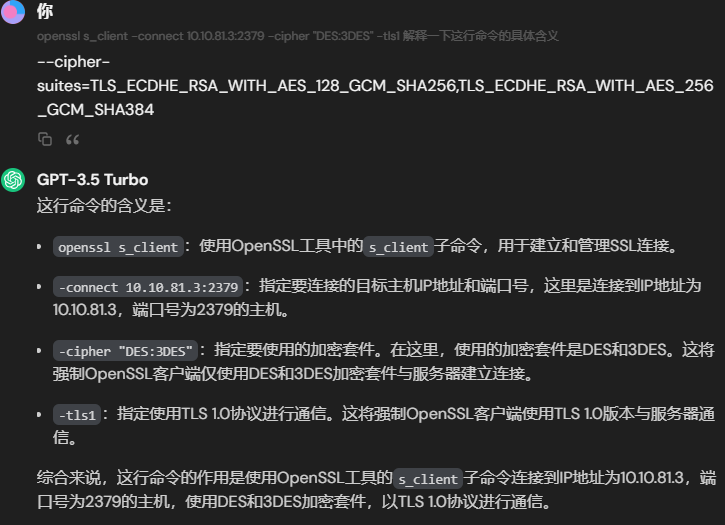 你
openssl s_client -connect 10.10.81.3:2379 -cipher "DES:3DES" -tls1 解释一下这行命令的具体含义
--cipher-
suites=TLS_ECDHE_RSA_WITH_AES_128_GCM_SHA256,TLS_ECDHE_RSA_WITH_AES_256
_GCM_SHA384
GPT-3.5 Turbo
这行命令的含义是：
• openssl s_client：使用OpenSSL工具中的s_client子命令，用于建立和管理SSL连接。
• -connect 10.10.81.3:2379：指定要连接的目标主机IP地址和端口号，这里是连接到IP地址为
10.10.81.3，端口号为2379的主机。
• -cipher "DES:3DES"：指定要使用的加密套件。在这里，使用的加密套件是DES和3DES。这将
强制OpenSSL客户端仅使用DES和3DES加密套件与服务器建立连接。
• -tls1：指定使用TLS 1.0协议进行通信。这将强制OpenSSL客户端使用TLS 1.0版本与服务器通
信。
综合来说，这行命令的作用是使用OpenSSL工具的s_client子命令连接到IP地址为10.10.81.3，端
口号为2379的主机，使用DES和3DES加密套件，以TLS 1.0协议进行通信。